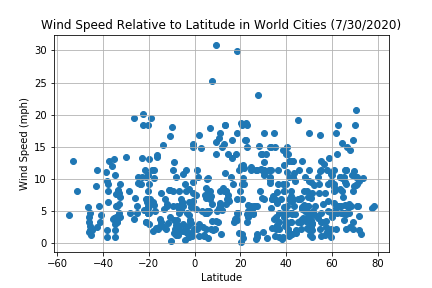 Wind Speed Relative to Latitude in World Cities (7/30/2020)
30
25
20
15
10
5
0
Wind Speed (mph)
−60 −40 −20 0 20 40 60 80
Latitude